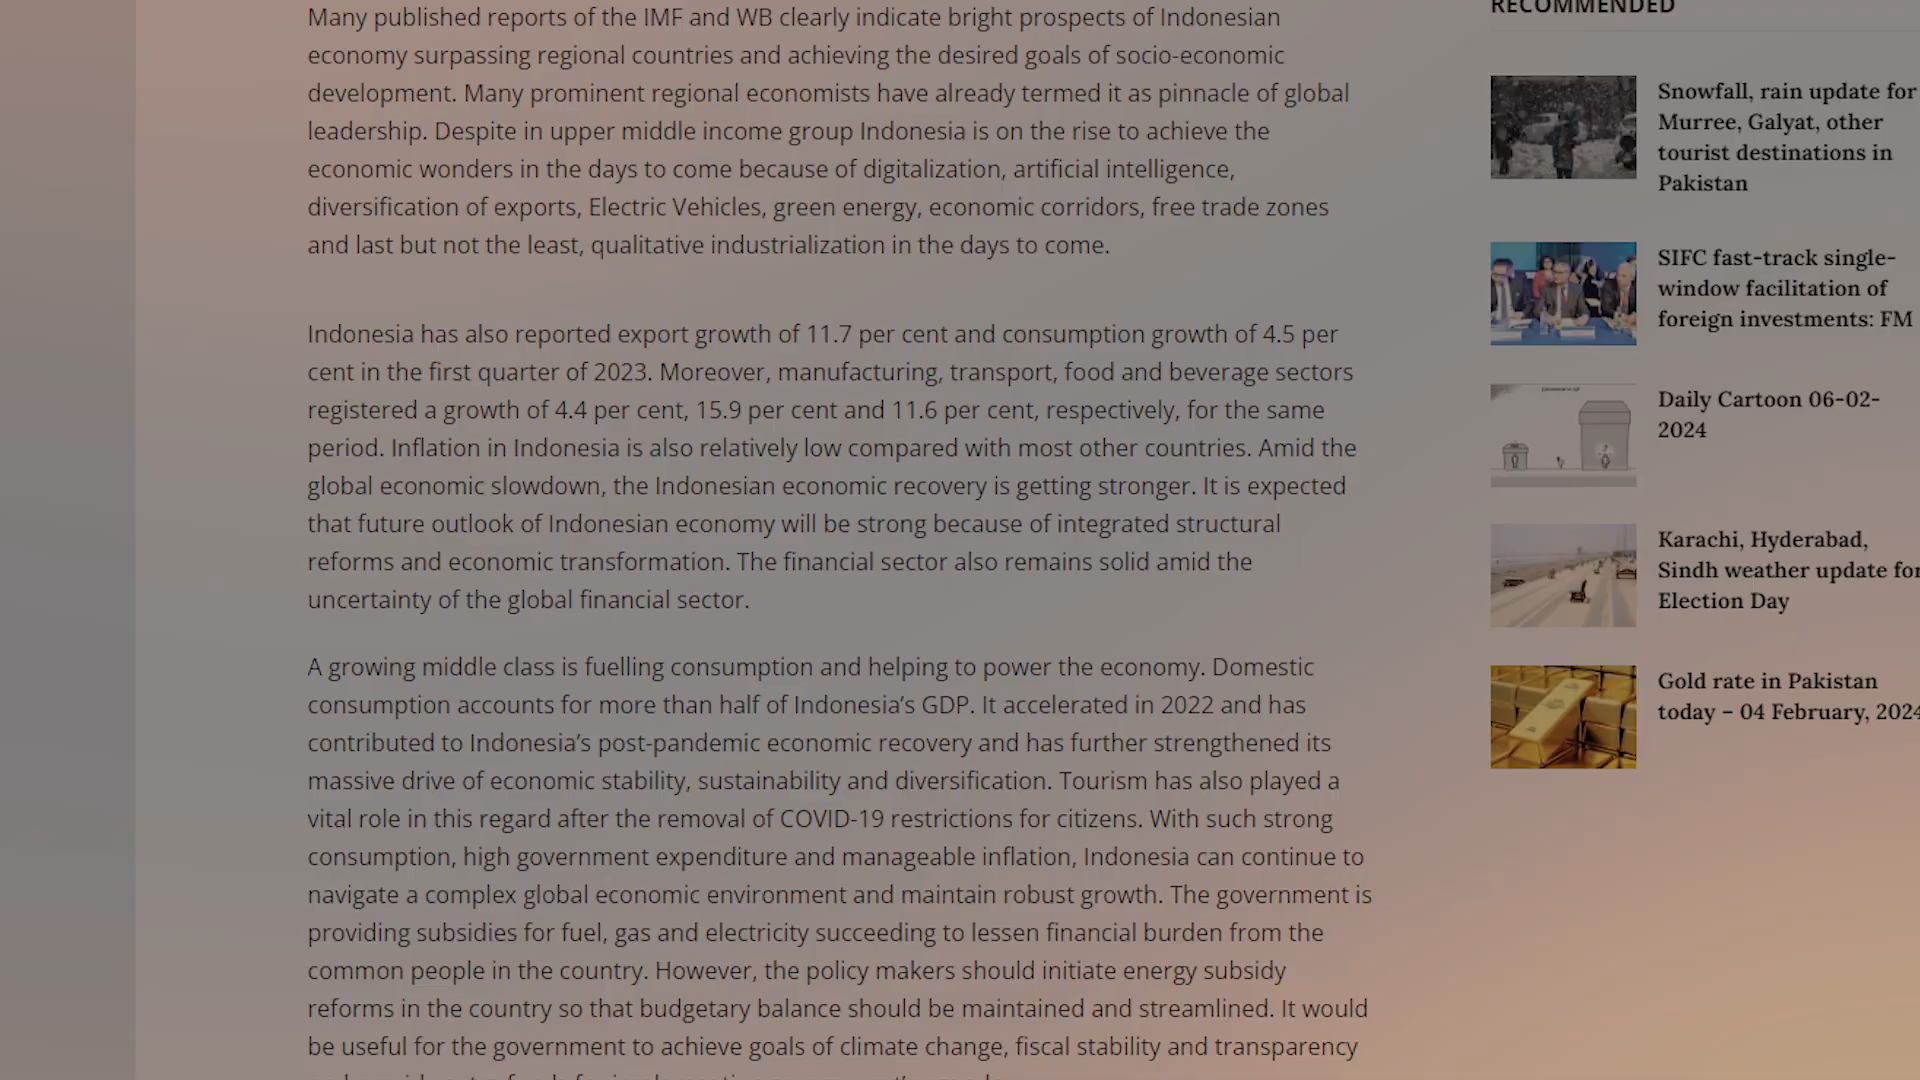 Many published reports of the IMF and WB clearly indicate bright prospects of Indonesian
economy surpassing regional countries and achieving the desired goals of socio-economic
development. Many prominent regional economists have already termed it as pinnacle of global
leadership. Despite in upper middle income group Indonesia is on the rise to achieve the
economic wonders in the days to come because of digitalization, artificial intelligence,
diversification of exports, Electric Vehicles, green energy, economic corridors, free trade zones
and last but not the least, qualitative industrialization in the days to come.
Indonesia has also reported export growth of 11.7 per cent and consumption growth of 4.5 per
cent in the first quarter of 2023. Moreover, manufacturing, transport, food and beverage sectors
registered a growth of 4.4 per cent, 15.9 per cent and 11.6 per cent, respectively, for the same
period. Inflation in Indonesia is also relatively low compared with most other countries. Amid the
global economic slowdown, the Indonesian economic recovery is getting stronger. It is expected
that future outlook of Indonesian economy will be strong because of integrated structural
reforms and economic transformation. The financial sector also remains solid amid the
uncertainty of the global financial sector.
A growing middle class is fuelling consumption and helping to power the economy. Domestic
consumption accounts for more than half of Indonesia’s GDP. It accelerated in 2022 and has
contributed to Indonesia’s post-pandemic economic recovery and has further strengthened its
massive drive of economic stability, sustainability and diversification. Tourism has also played a
vital role in this regard after the removal of COVID-19 restrictions for citizens. With such strong
consumption, high government expenditure and manageable inflation, Indonesia can continue to
navigate a complex global economic environment and maintain robust growth. The government is
providing subsidies for fuel, gas and electricity succeeding to lessen financial burden from the
common people in the country. However, the policy makers should initiate energy subsidy
reforms in the country so that budgetary balance should be maintained and streamlined. It would
be useful for the government to achieve goals of climate change, fiscal stability and transparency
RECOMMENDED
Snowfall, rain update for
Murree, Galyat, other
tourist destinations in
Pakistan
SIFC fast-track single-
window facilitation of
foreign investments: FM
Daily Cartoon 06-02-
2024
Karachi, Hyderabad,
Sindh weather update for
Election Day
Gold rate in Pakistan
today – 04 February, 2024